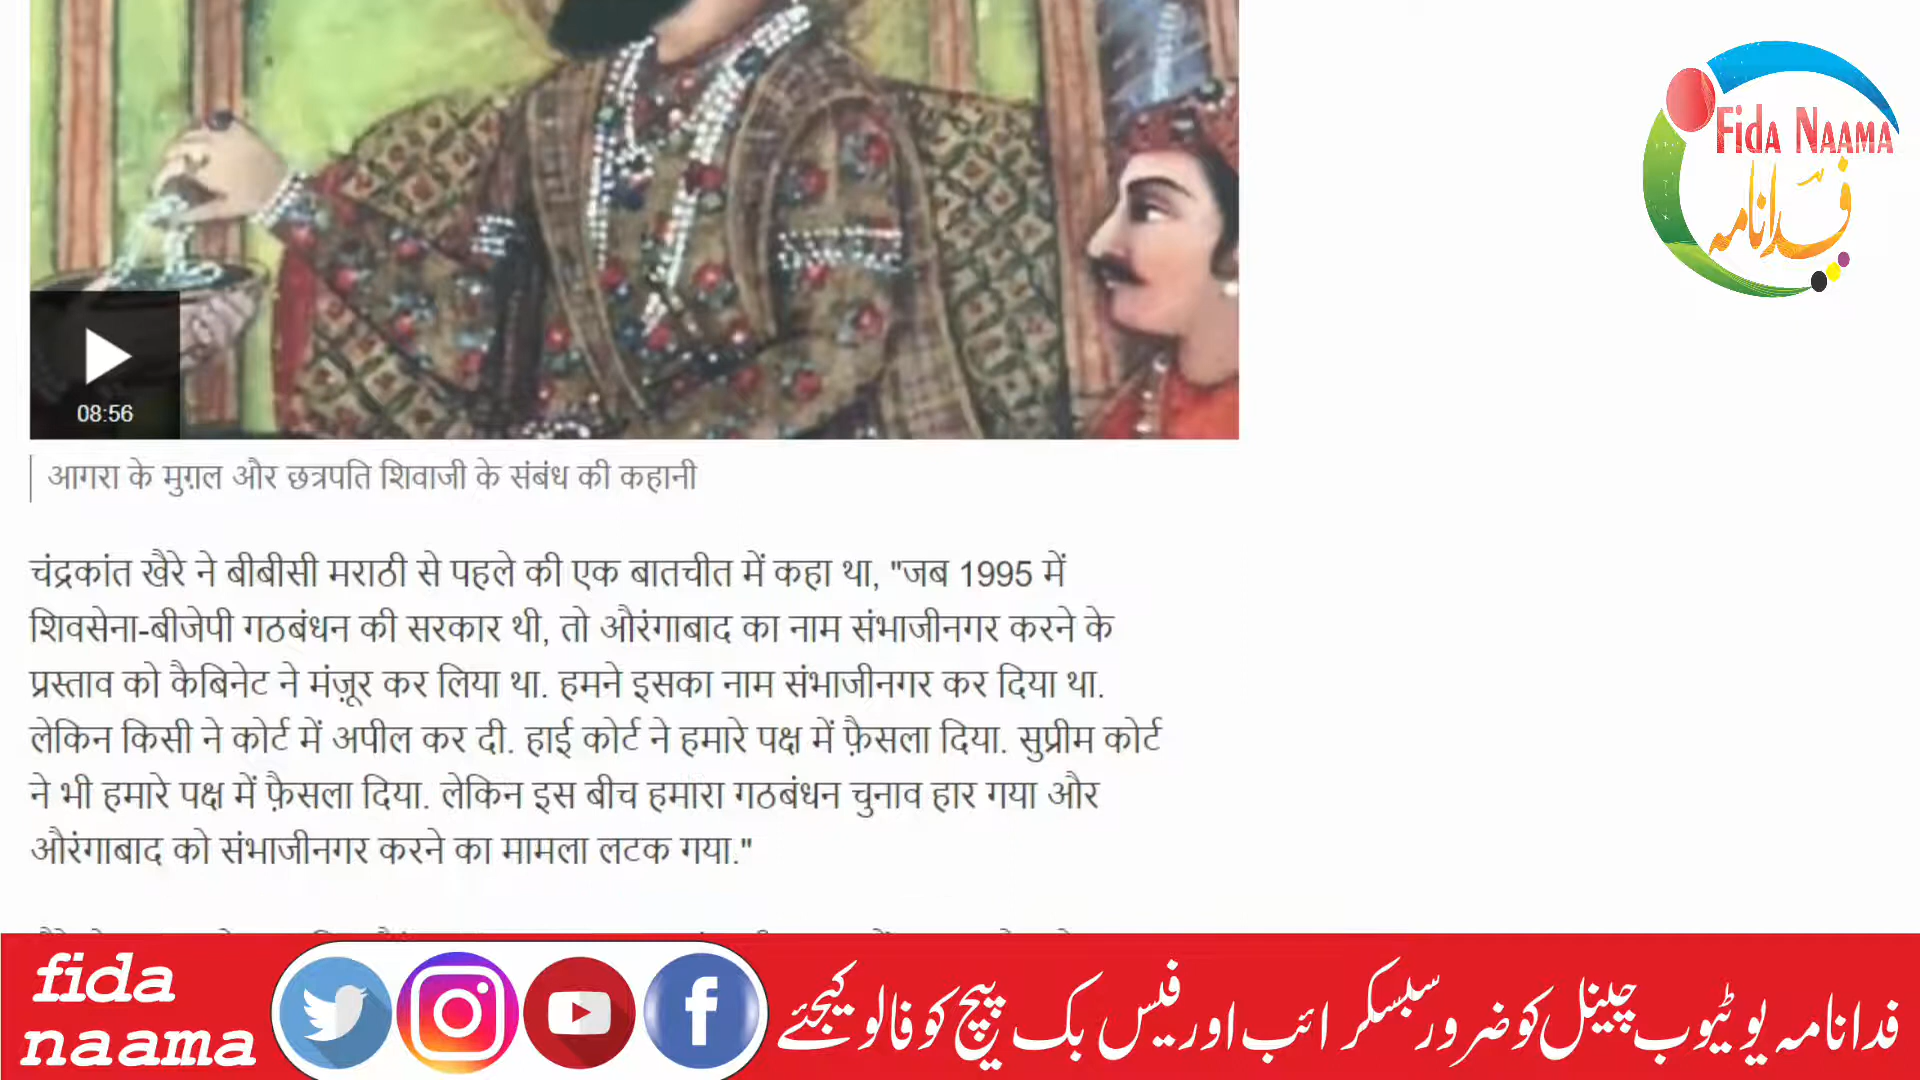 Fida Naama
فدانامہ
08:56
आगरा के मुग़ल और छत्रपति शिवाजी के संबंध की कहानी
चंद्रकांत खैरे ने बीबीसी मराठी से पहले की एक बातचीत में कहा था, "जब 1995 में
शिवसेना-बीजेपी गठबंधन की सरकार थी, तो औरंगाबाद का नाम संभाजीनगर करने के
प्रस्ताव को कैबिनेट ने मंज़ूर कर लिया था. हमने इसका नाम संभाजीनगर कर दिया था.
लेकिन किसी ने कोर्ट में अपील कर दी. हाई कोर्ट ने हमारे पक्ष में फ़ैसला दिया. सुप्रीम कोर्ट
ने भी हमारे पक्ष में फ़ैसला दिया. लेकिन इस बीच हमारा गठबंधन चुनाव हार गया और
औरंगाबाद को संभाजीनगर करने का मामला लटक गया."
fida
naama
فدانامہ یوٹیوب چینل کو ضرور سبسکرائب اور فیس بک پیج کو فالو کیجئے